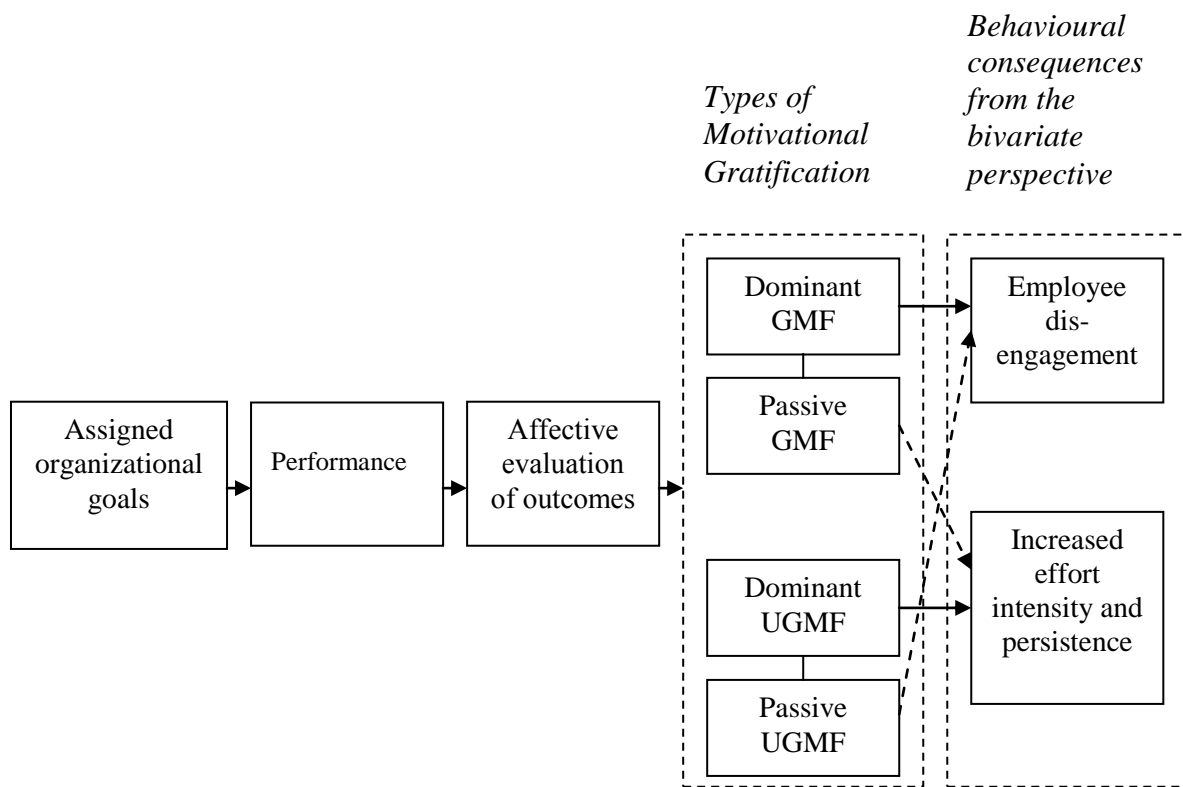 Behavioural
consequences
from the
bivariate
perspective
Types of
Motivational
Gratification
Dominant
GMF
Passive
GMF
Dominant
UGMF
Passive
UGMF
Employee
dis-
engagement
Increased
effort
intensity and
persistence
Assigned
organizational
goals
Performance
Affective
evaluation
of outcomes